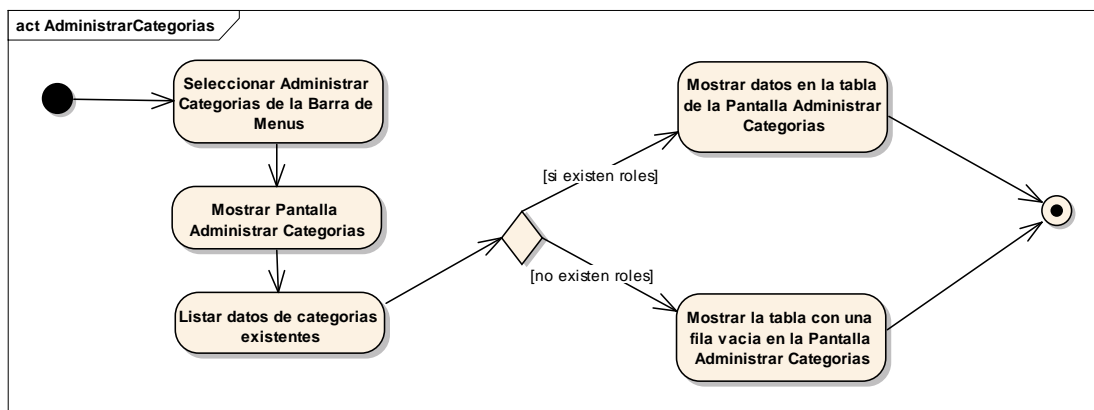 act AdministrarCategorias
Seleccionar Administrar
Categorias de la Barra de
Menus
Mostrar Pantalla
Administrar Categorias
Listar datos de categorias
existentes
[si existen roles]
[no existen roles]
Mostrar datos en la tabla
de la Pantalla Administrar
Categorias
Mostrar la tabla con una
fila vacia en la Pantalla
Administrar Categorias